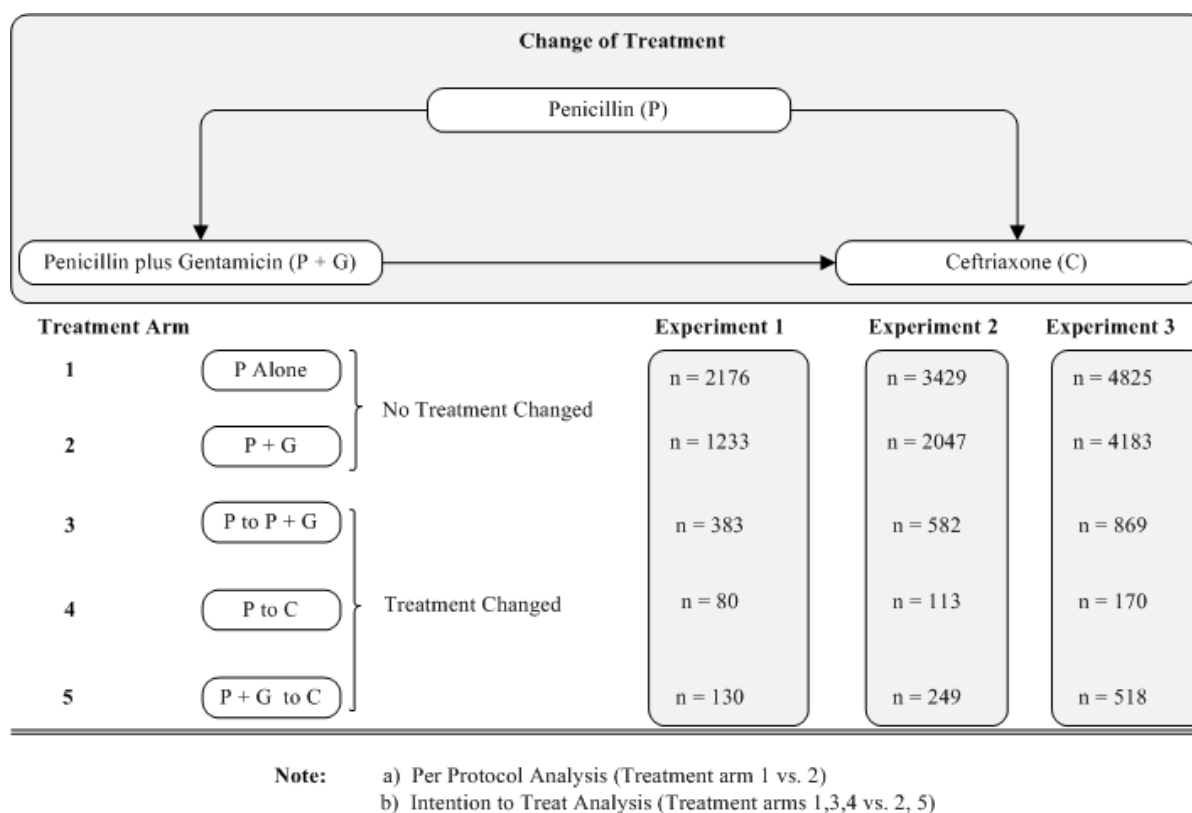 Change of Treatment
Penicillin (P)
Penicillin plus Gentamicin (P + G)
Ceftriaxone (C)
Treatment Arm Experiment 1 Experiment 2 Experiment 3
1 P Alone n = 2176 n = 3429 n = 4825
No Treatment Changed
2 P + G n = 1233 n = 2047 n = 4183
3 P to P + G n = 383 n = 582 n = 869
4 P to C Treatment Changed n = 80 n = 113 n = 170
5 P + G to C n = 130 n = 249 n = 518
Note: a) Per Protocol Analysis (Treatment arm 1 vs. 2)
b) Intention to Treat Analysis (Treatment arms 1,3,4 vs. 2, 5)